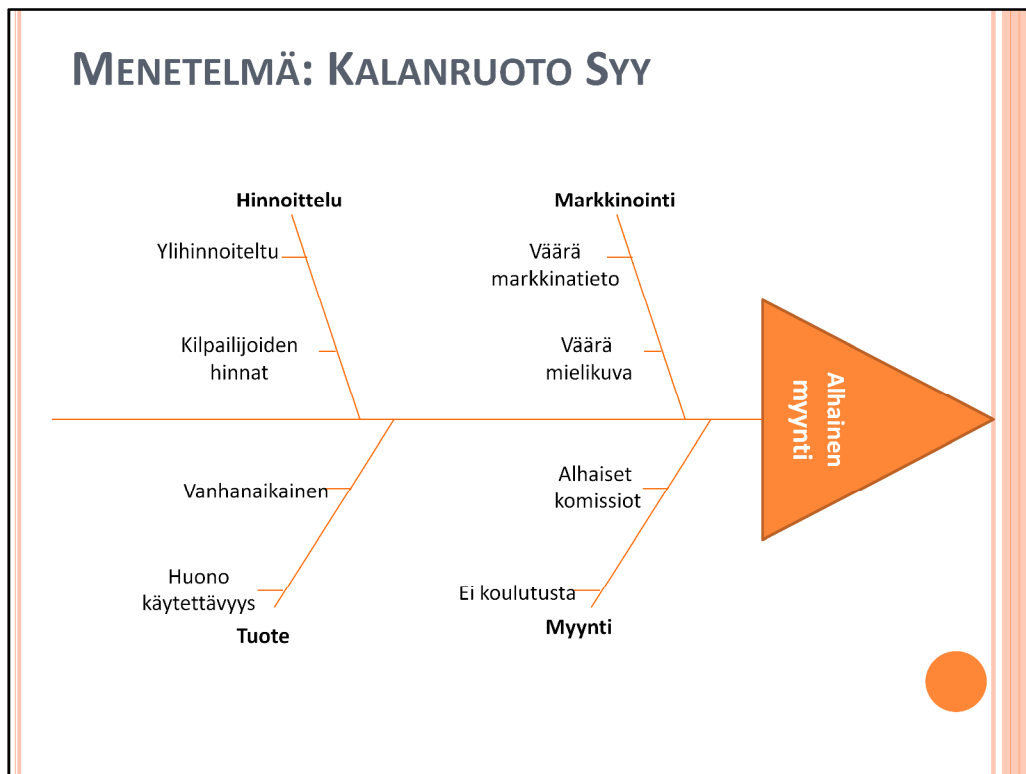 MENETELMÄ: KALANRUOTO SYY
Hinnoittelu
Ylihinnoiteltu
Kilpailijoiden
hinnat
Markkinointi
Väärä
markkinatieto
Väärä
mielikuva
Alhainen
myynti
Vanhanaikainen
Huono
käytettävyys
Tuote
Alhaiset
komissiot
Ei koulutusta
Myynti